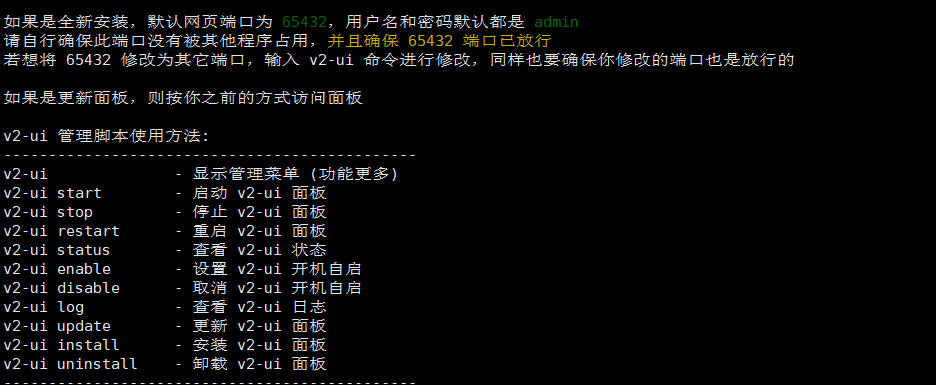 如果是全新安装，默认网页端口为 65432，用户名和密码默认都是 admin
请自行确保此端口没有被其他程序占用，并且确保 65432 端口已放行
若想将 65432 修改为其它端口，输入 v2-ui 命令进行修改，同样也要确保你修改的端口也是放行的
如果是更新面板，则按你之前的方式访问面板
v2-ui 管理脚本使用方法:
----------------------------------------------
v2-ui              - 显示管理菜单 (功能更多)
v2-ui start        - 启动 v2-ui 面板
v2-ui stop         - 停止 v2-ui 面板
v2-ui restart      - 重启 v2-ui 面板
v2-ui status       - 查看 v2-ui 状态
v2-ui enable       - 设置 v2-ui 开机自启
v2-ui disable      - 取消 v2-ui 开机自启
v2-ui log          - 查看 v2-ui 日志
v2-ui update       - 更新 v2-ui 面板
v2-ui install      - 安装 v2-ui 面板
v2-ui uninstall    - 卸载 v2-ui 面板
----------------------------------------------